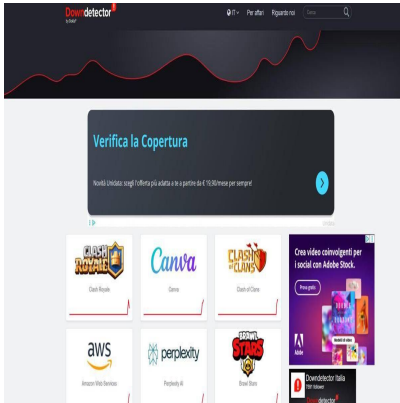 Downdetector
by Ookla
IT
Per affari
Riguardo noi
Cerca
Verifica la Copertura
Novità Unidata: scegli l'offerta più adatta a te a partire da € 19,90/mese per sempre!
CLASH ROYALE
Canva
CLASH OF CLANS
Clash Royale
Canva
Clash of Clans
Crea video coinvolgenti per
i social con Adobe Stock.
Prova gratis
Adobe
aws
perplexity
BRAWL STARS
Amazon Web Services
Perplexity AI
Brawl Stars
Downdetector Italia
Downdetector